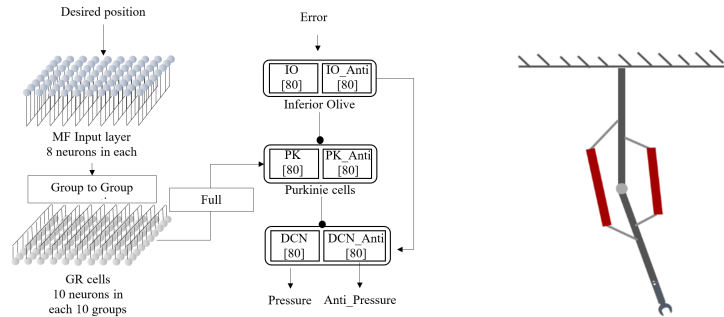 Desired position
MF Input layer
8 neurons in each
Group to Group
GR cells
10 neurons in
each 10 groups
Full
Error
IO
[80]
IO_Anti
[80]
Inferior Olive
PK
[80]
PK_Anti
[80]
Purkinie cells
DCN
[80]
DCN_Anti
[80]
Pressure
Anti_Pressure